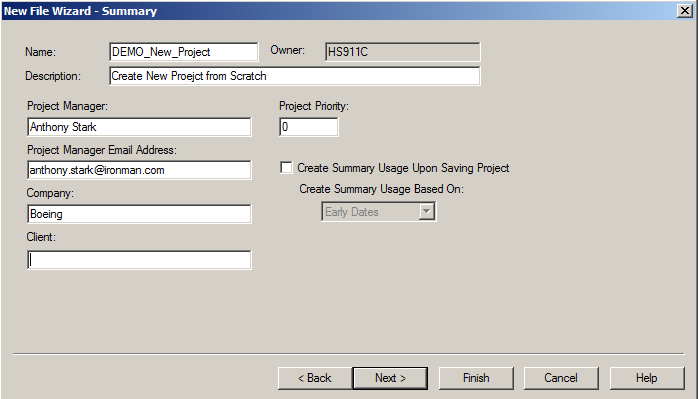 New File Wizard - Summary
Name: DEMO_New_Project Owner: HS911C
Description: Create New Proejct from Scratch
Project Manager: Project Priority:
Anthony Stark 0
Project Manager Email Address:
anthony.stark@ironman.com Create Summary Usage Upon Saving Project
Company: Create Summary Usage Based On:
Boeing Early Dates
Client:
< Back Next > Finish Cancel Help